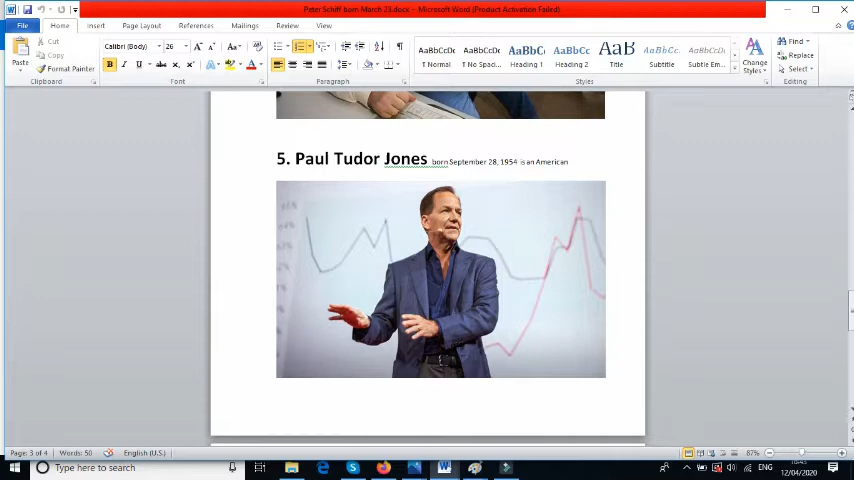 Peter Schiff born March 23.docx - Microsoft Word (Product Activation Failed)
File Home Insert Page Layout References Mailings Review View
Cut
Copy
Format Painter
Paste
Calibri (Body) 26
AaBbCcDc AaBbCcDc AaBbCc AaBbCc AaB AaBbCcI AaBbCcDc
¶ Normal ¶ No Spaci... Heading 1 Heading 2 Title Subtitle Subtle Em...
Change
Styles
Find
Replace
Select
Clipboard Font Paragraph Styles Editing
5. Paul Tudor Jones born September 28, 1954 is an American
Page: 3 of 4 Words: 50 English (U.S.) 87%
Type here to search
ENG
12/04/2020